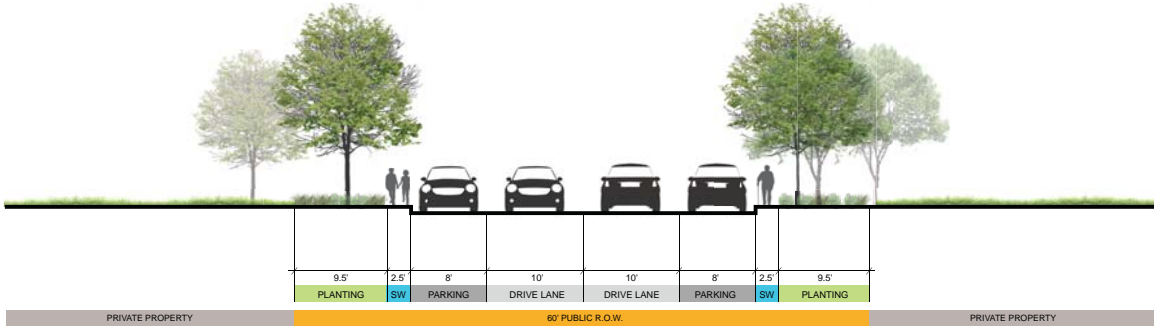 9.5' 2.5' 8' 10' 10' 8' 2.5' 9.5'
PLANTING SW PARKING DRIVE LANE DRIVE LANE PARKING SW PLANTING
PRIVATE PROPERTY 60' PUBLIC R.O.W. PRIVATE PROPERTY